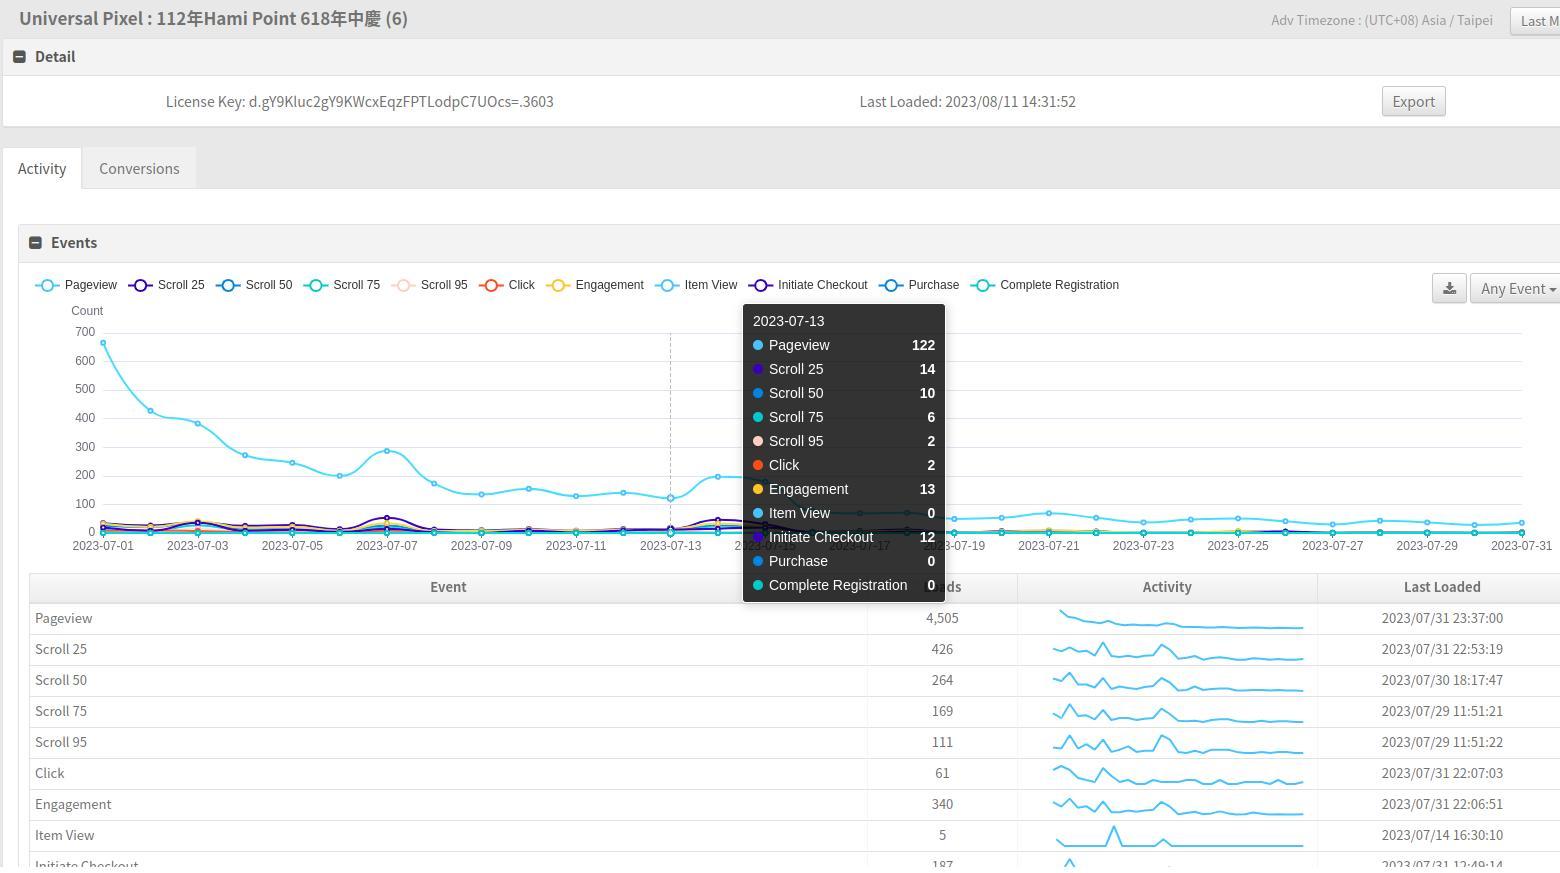 Universal Pixel : 112年Hami Point 618年中慶 (6)
Adv Timezone : (UTC+08) Asia / Taipei
Last M
Detail
License Key: d.gY9Kluc2gY9KWcxEqzFPTLodpC7UOcs=.3603
Last Loaded: 2023/08/11 14:31:52
Export
Activity
Conversions
Events
Pageview Scroll 25 Scroll 50 Scroll 75 Scroll 95 Click Engagement Item View Initiate Checkout Purchase Complete Registration
Any Event
Count
700
600
500
400
300
200
100
0
2023-07-01 2023-07-03 2023-07-05 2023-07-07 2023-07-09 2023-07-11 2023-07-13 2023-07-15 2023-07-17 2023-07-19 2023-07-21 2023-07-23 2023-07-25 2023-07-27 2023-07-29 2023-07-31
2023-07-13
Pageview 122
Scroll 25 14
Scroll 50 10
Scroll 75 6
Scroll 95 2
Click 2
Engagement 13
Item View 0
Initiate Checkout 12
Purchase 0
Complete Registration 0
Event Activity Last Loaded
Pageview 4,505 2023/07/31 23:37:00
Scroll 25 426 2023/07/31 22:53:19
Scroll 50 264 2023/07/30 18:17:47
Scroll 75 169 2023/07/29 11:51:21
Scroll 95 111 2023/07/29 11:51:22
Click 61 2023/07/31 22:07:03
Engagement 340 2023/07/31 22:06:51
Item View 5 2023/07/14 16:30:10
Initiate Checkout 187 2023/07/31 12:49:14